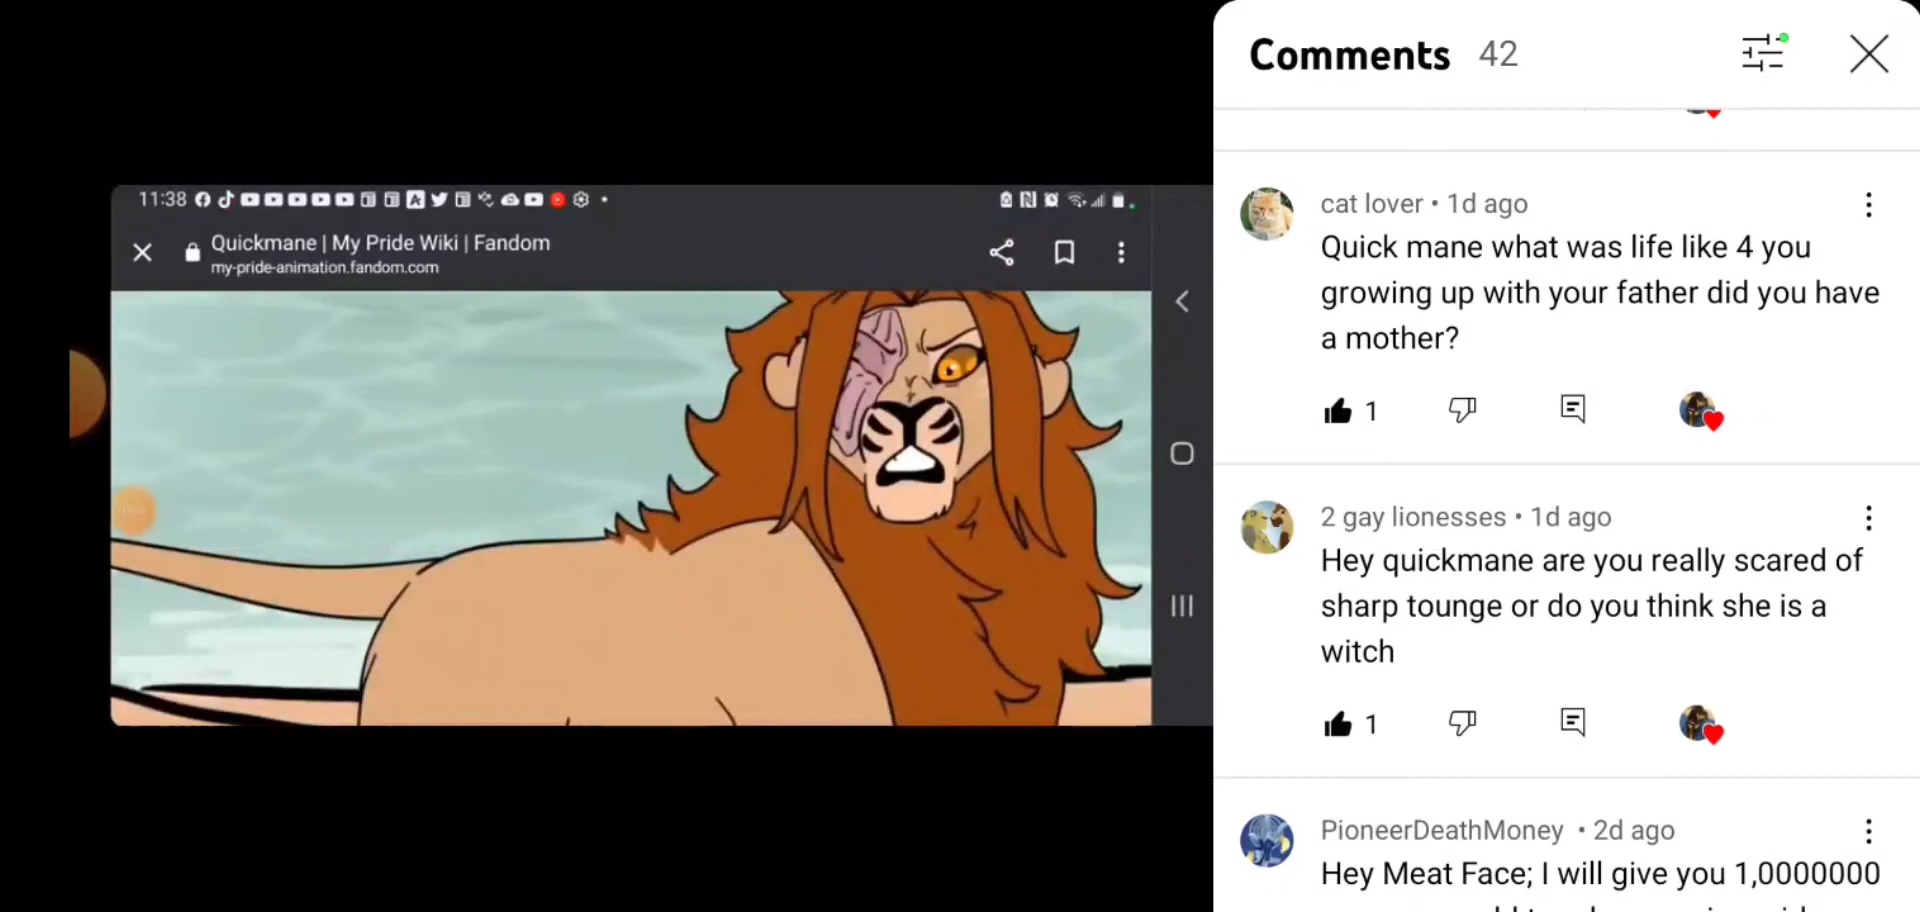 Comments 42
11:38
Quickmane | My Pride Wiki | Fandom
my-pride-animation.fandom.com
cat lover • 1d ago
Quick mane what was life like 4 you
growing up with your father did you have
a mother?
1
2 gay lionesses • 1d ago
Hey quickmane are you really scared of
sharp tounge or do you think she is a
witch
1
PioneerDeathMoney • 2d ago
Hey Meat Face; I will give you 1,0000000